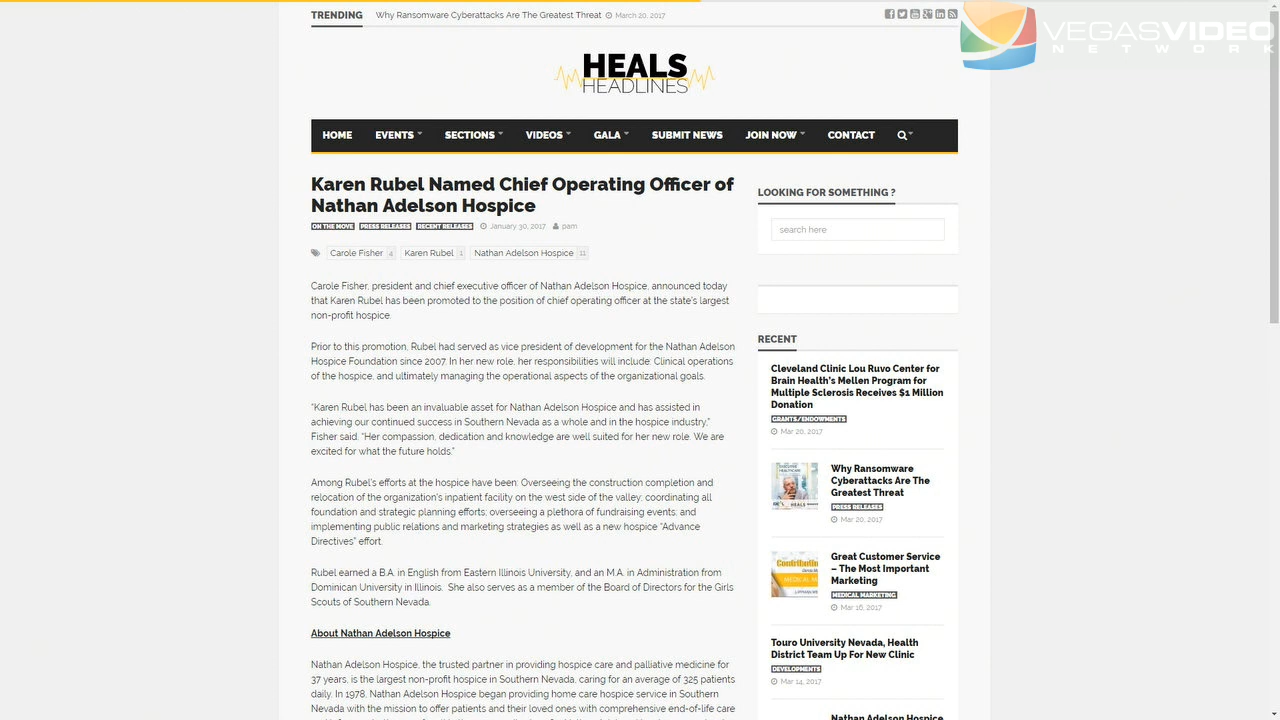 TRENDING Why Ransomware Cyberattacks Are The Greatest Threat March 20, 2017
VEGASVIDEO
NETWORK
HEALS
HEADLINES
HOME EVENTS SECTIONS VIDEOS GALA SUBMIT NEWS JOIN NOW CONTACT
Karen Rubel Named Chief Operating Officer of
Nathan Adelson Hospice
ON THE MOVE PRESS RELEASES RECENT RELEASES January 30, 2017 pam
Carole Fisher 4 Karen Rubel 1 Nathan Adelson Hospice 11
Carole Fisher, president and chief executive officer of Nathan Adelson Hospice, announced today
that Karen Rubel has been promoted to the position of chief operating officer at the state's largest
non-profit hospice.
Prior to this promotion, Rubel had served as vice president of development for the Nathan Adelson
Hospice Foundation since 2007. In her new role, her responsibilities will include: Clinical operations
of the hospice, and ultimately managing the operational aspects of the organizational goals.
“Karen Rubel has been an invaluable asset for Nathan Adelson Hospice and has assisted in
achieving our continued success in Southern Nevada as a whole and in the hospice industry,”
Fisher said. “Her compassion, dedication and knowledge are well suited for her new role. We are
excited for what the future holds.”
Among Rubel's efforts at the hospice have been: Overseeing the construction completion and
relocation of the organization's inpatient facility on the west side of the valley; coordinating all
foundation and strategic planning efforts; overseeing a plethora of fundraising events; and
implementing public relations and marketing strategies as well as a new hospice “Advance
Directives” effort.
Rubel earned a B.A. in English from Eastern Illinois University, and an M.A. in Administration from
Dominican University in Illinois. She also serves as a member of the Board of Directors for the Girls
Scouts of Southern Nevada.
About Nathan Adelson Hospice
Nathan Adelson Hospice, the trusted partner in providing hospice care and palliative medicine for
37 years, is the largest non-profit hospice in Southern Nevada, caring for an average of 325 patients
daily. In 1978, Nathan Adelson Hospice began providing home care hospice service in Southern
Nevada with the mission to offer patients and their loved ones with comprehensive end-of-life care
LOOKING FOR SOMETHING ?
search here
RECENT
Cleveland Clinic Lou Ruvo Center for
Brain Health's Mellen Program for
Multiple Sclerosis Receives $1 Million
Donation
GRANTS/ENDOWMENTS
Mar 20, 2017
Why Ransomware
Cyberattacks Are The
Greatest Threat
PRESS RELEASES
Mar 20, 2017
Great Customer Service
– The Most Important
Marketing
MEDICAL MARKETING
Mar 16, 2017
Touro University Nevada, Health
District Team Up For New Clinic
DEVELOPMENTS
Mar 14, 2017
Nathan Adelson Hospice